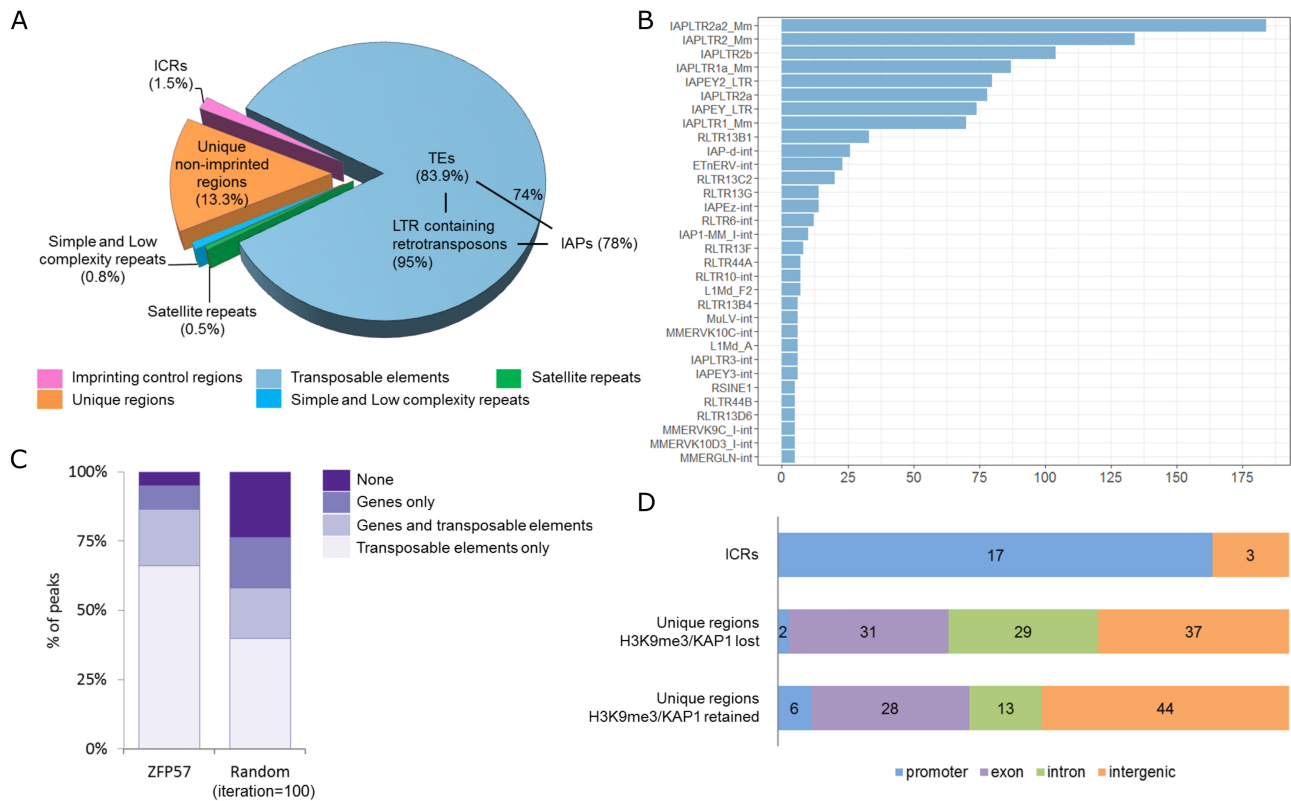 A
ICRs
(1.5%)
Unique
non-imprinted
regions
(13.3%)
TEs
(83.9%)
74%
LTR containing
retrotransposons
(95%)
IAPs (78%)
Simple and Low
complexity repeats
(0.8%)
Satellite repeats
(0.5%)
Imprinting control regions
Transposable elements
Satellite repeats
Unique regions
Simple and Low complexity repeats
B
IAPLTR2a2_Mm
IAPLTR2_Mm
IAPLTR2b
IAPLTR1a_Mm
IAPEY2_LTR
IAPLTR2a
IAPEY_LTR
IAPLTR1_Mm
RLTR13B1
IAP-d-int
ETnERV-int
RLTR13C2
RLTR13G
IAPEz-int
RLTR6-int
IAP1-MM_I-int
RLTR13F
RLTR44A
RLTR10-int
L1Md_F2
RLTR13B4
MuLV-int
MMERVK10C-int
L1Md_A
IAPLTR3-int
IAPEY3-int
RSINE1
RLTR44B
RLTR13D6
MMERVK9C_I-int
MMERVK10D3_I-int
MMERGLN-int
0 25 50 75 100 125 150 175
C
% of peaks
100%
75%
50%
25%
0%
ZFP57
Random
(iteration=100)
None
Genes only
Genes and transposable elements
Transposable elements only
D
ICRs
17 3
Unique regions
H3K9me3/KAP1 lost
2 31 29 37
Unique regions
H3K9me3/KAP1 retained
6 28 13 44
promoter exon intron intergenic